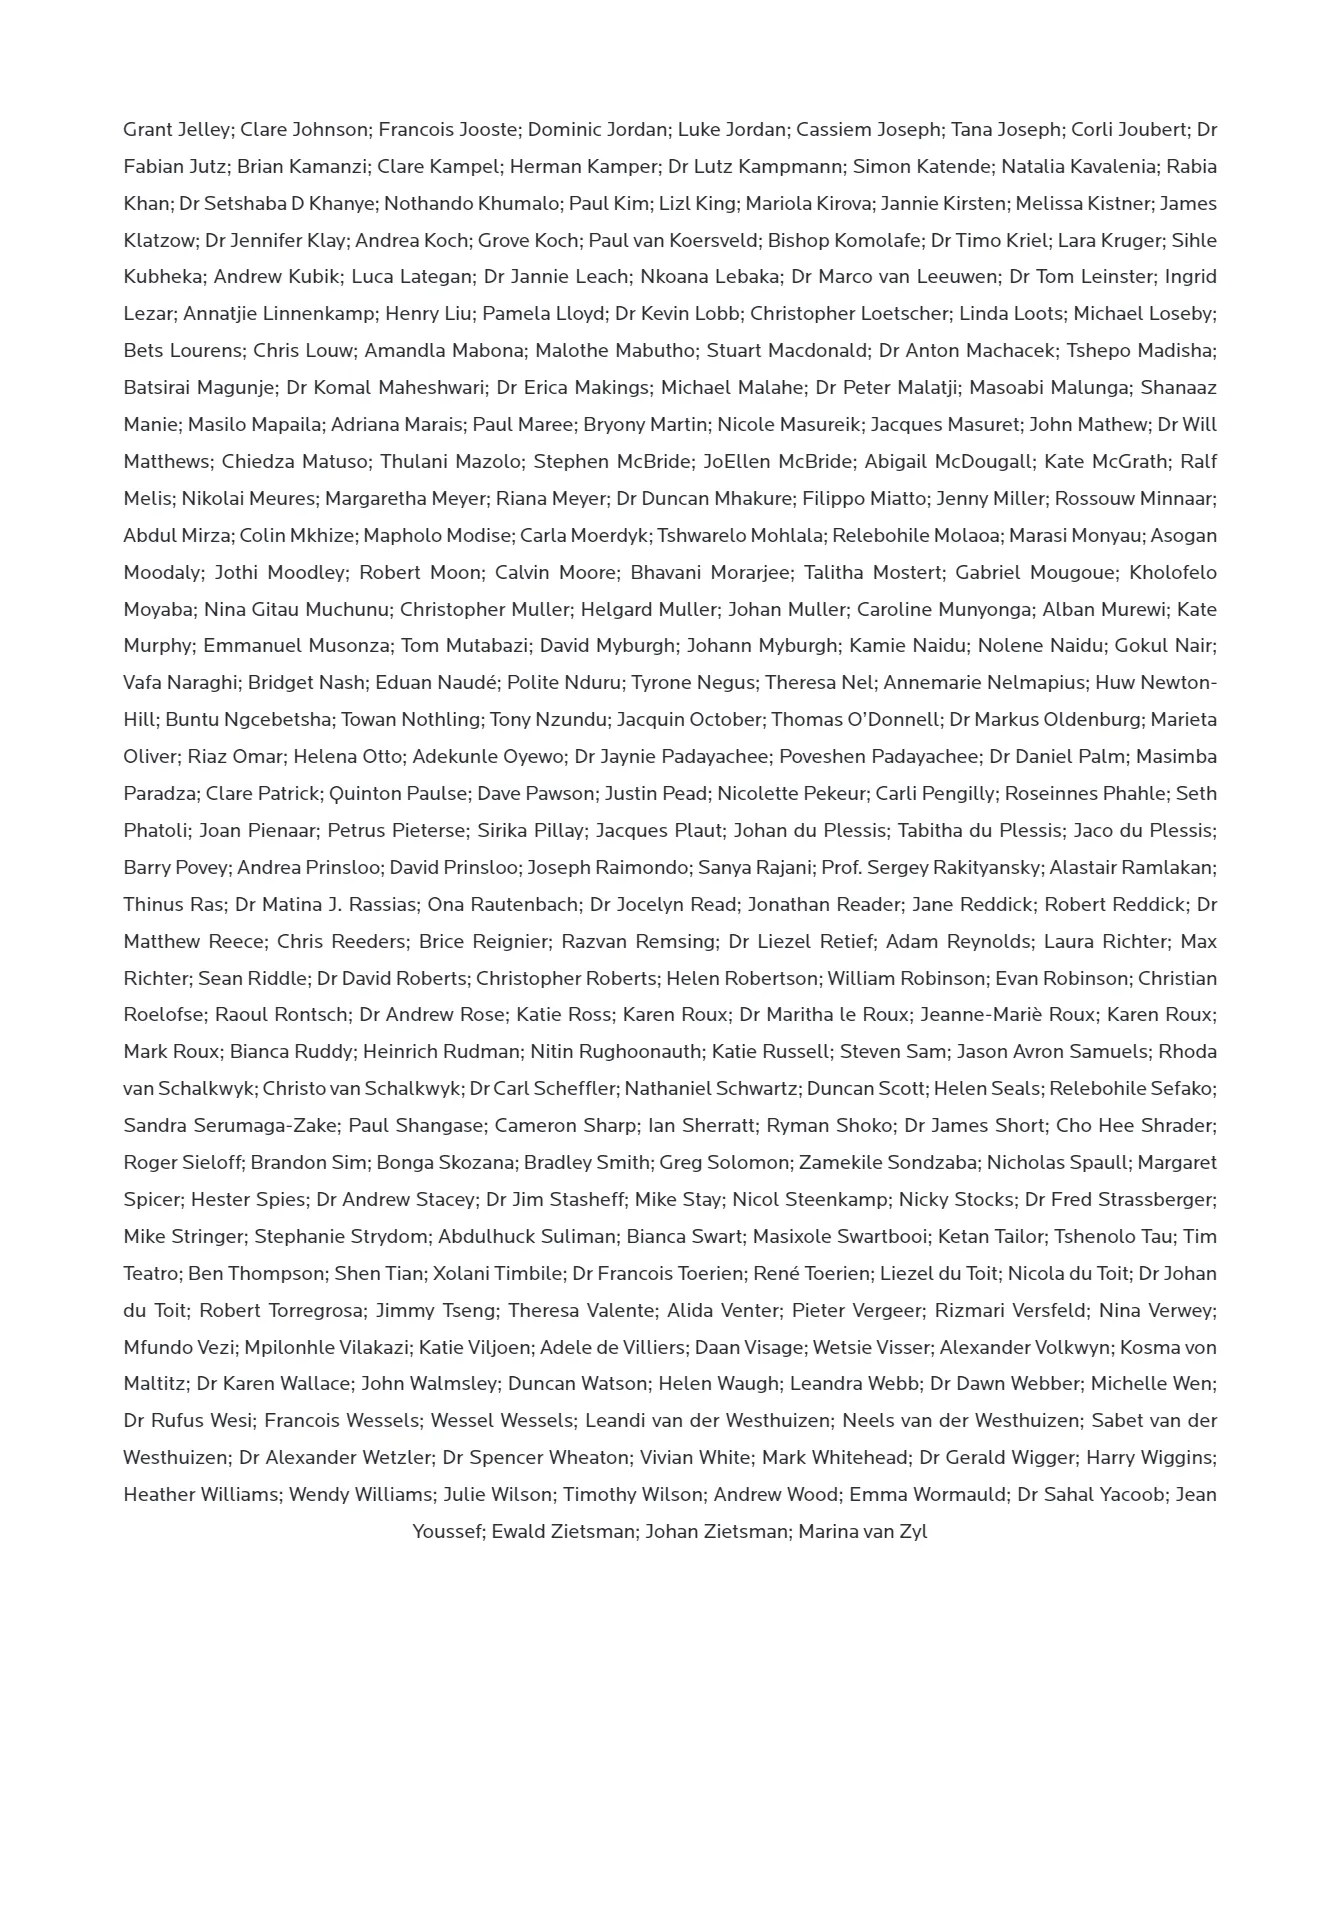 Grant Jelley; Clare Johnson; Francois Jooste; Dominic Jordan; Luke Jordan; Cassiem Joseph; Tana Joseph; Corli Joubert; Dr
Fabian Jutz; Brian Kamanzi; Clare Kampel; Herman Kamper; Dr Lutz Kampmann; Simon Katende; Natalia Kavalenia; Rabia
Khan; Dr Setshaba D Khanye; Nothando Khumalo; Paul Kim; Lizl King; Mariola Kirova; Jannie Kirsten; Melissa Kistner; James
Klatzow; Dr Jennifer Klay; Andrea Koch; Grove Koch; Paul van Koersveld; Bishop Komolafe; Dr Timo Kriel; Lara Kruger; Sihle
Kubheka; Andrew Kubik; Luca Lategan; Dr Jannie Leach; Nkoana Lebaka; Dr Marco van Leeuwen; Dr Tom Leinster; Ingrid
Lezar; Annatjie Linnenkamp; Henry Liu; Pamela Lloyd; Dr Kevin Lobb; Christopher Loetscher; Linda Loots; Michael Loseby;
Bets Lourens; Chris Louw; Amandla Mabona; Malothe Mabutho; Stuart Macdonald; Dr Anton Machacek; Tshepo Madisha;
Batsirai Magunje; Dr Komal Maheshwari; Dr Erica Makings; Michael Malahe; Dr Peter Malatji; Masoabi Malunga; Shanaaz
Manie; Masilo Mapaila; Adriana Marais; Paul Maree; Bryony Martin; Nicole Masureik; Jacques Masuret; John Mathew; Dr Will
Matthews; Chiedza Matuso; Thulani Mazolo; Stephen McBride; JoEllen McBride; Abigail McDougall; Kate McGrath; Ralf
Melis; Nikolai Meures; Margaretha Meyer; Riana Meyer; Dr Duncan Mhakure; Filippo Miatto; Jenny Miller; Rossouw Minnaar;
Abdul Mirza; Colin Mkhize; Mapholo Modise; Carla Moerdyk; Tshwarelo Mohlala; Relebohile Molaoa; Marasi Monyau; Asogan
Moodaly; Jothi Moodley; Robert Moon; Calvin Moore; Bhavani Morarjee; Talitha Mostert; Gabriel Mougoue; Kholofelo
Moyaba; Nina Gitau Muchunu; Christopher Muller; Helgard Muller; Johan Muller; Caroline Munyonga; Alban Murewi; Kate
Murphy; Emmanuel Musonza; Tom Mutabazi; David Myburgh; Johann Myburgh; Kamie Naidu; Nolene Naidu; Gokul Nair;
Vafa Naraghi; Bridget Nash; Eduan Naudé; Polite Nduru; Tyrone Negus; Theresa Nel; Annemarie Nelmapius; Huw Newton-
Hill; Buntu Ngcebetsha; Towan Nothling; Tony Nzundu; Jacquin October; Thomas O’Donnell; Dr Markus Oldenburg; Marieta
Oliver; Riaz Omar; Helena Otto; Adekunle Oyewo; Dr Jaynie Padayachee; Poveshen Padayachee; Dr Daniel Palm; Masimba
Paradza; Clare Patrick; Quinton Paulse; Dave Pawson; Justin Pead; Nicolette Pekeur; Carli Pengilly; Roseinnes Phahle; Seth
Phatoli; Joan Pienaar; Petrus Pieterse; Sirika Pillay; Jacques Plaut; Johan du Plessis; Tabitha du Plessis; Jaco du Plessis;
Barry Povey; Andrea Prinsloo; David Prinsloo; Joseph Raimondo; Sanya Rajani; Prof. Sergey Rakityansky; Alastair Ramlakan;
Thinus Ras; Dr Matina J. Rassias; Ona Rautenbach; Dr Jocelyn Read; Jonathan Reader; Jane Reddick; Robert Reddick; Dr
Matthew Reece; Chris Reeders; Brice Reignier; Razvan Remsing; Dr Liezel Retief; Adam Reynolds; Laura Richter; Max
Richter; Sean Riddle; Dr David Roberts; Christopher Roberts; Helen Robertson; William Robinson; Evan Robinson; Christian
Roelofse; Raoul Rontsch; Dr Andrew Rose; Katie Ross; Karen Roux; Dr Maritha le Roux; Jeanne-Mariè Roux; Karen Roux;
Mark Roux; Bianca Ruddy; Heinrich Rudman; Nitin Rughoonauth; Katie Russell; Steven Sam; Jason Avron Samuels; Rhoda
van Schalkwyk; Christo van Schalkwyk; Dr Carl Scheffler; Nathaniel Schwartz; Duncan Scott; Helen Seals; Relebohile Sefako;
Sandra Serumaga-Zake; Paul Shangase; Cameron Sharp; Ian Sherratt; Ryman Shoko; Dr James Short; Cho Hee Shrader;
Roger Sieloff; Brandon Sim; Bonga Skozana; Bradley Smith; Greg Solomon; Zamekile Sondzaba; Nicholas Spaull; Margaret
Spicer; Hester Spies; Dr Andrew Stacey; Dr Jim Stasheff; Mike Stay; Nicol Steenkamp; Nicky Stocks; Dr Fred Strassberger;
Mike Stringer; Stephanie Strydom; Abdulhuck Suliman; Bianca Swart; Masixole Swartbooi; Ketan Tailor; Tshenolo Tau; Tim
Teatro; Ben Thompson; Shen Tian; Xolani Timbile; Dr Francois Toerien; René Toerien; Liezel du Toit; Nicola du Toit; Dr Johan
du Toit; Robert Torregrosa; Jimmy Tseng; Theresa Valente; Alida Venter; Pieter Vergeer; Rizmari Versfeld; Nina Verwey;
Mfundo Vezi; Mpilonhle Vilakazi; Katie Viljoen; Adele de Villiers; Daan Visage; Wetsie Visser; Alexander Volkwyn; Kosma von
Maltitz; Dr Karen Wallace; John Walmsley; Duncan Watson; Helen Waugh; Leandra Webb; Dr Dawn Webber; Michelle Wen;
Dr Rufus Wesi; Francois Wessels; Wessel Wessels; Leandi van der Westhuizen; Neels van der Westhuizen; Sabet van der
Westhuizen; Dr Alexander Wetzler; Dr Spencer Wheaton; Vivian White; Mark Whitehead; Dr Gerald Wigger; Harry Wiggins;
Heather Williams; Wendy Williams; Julie Wilson; Timothy Wilson; Andrew Wood; Emma Wormauld; Dr Sahal Yacoob; Jean
Youssef; Ewald Zietsman; Johan Zietsman; Marina van Zyl